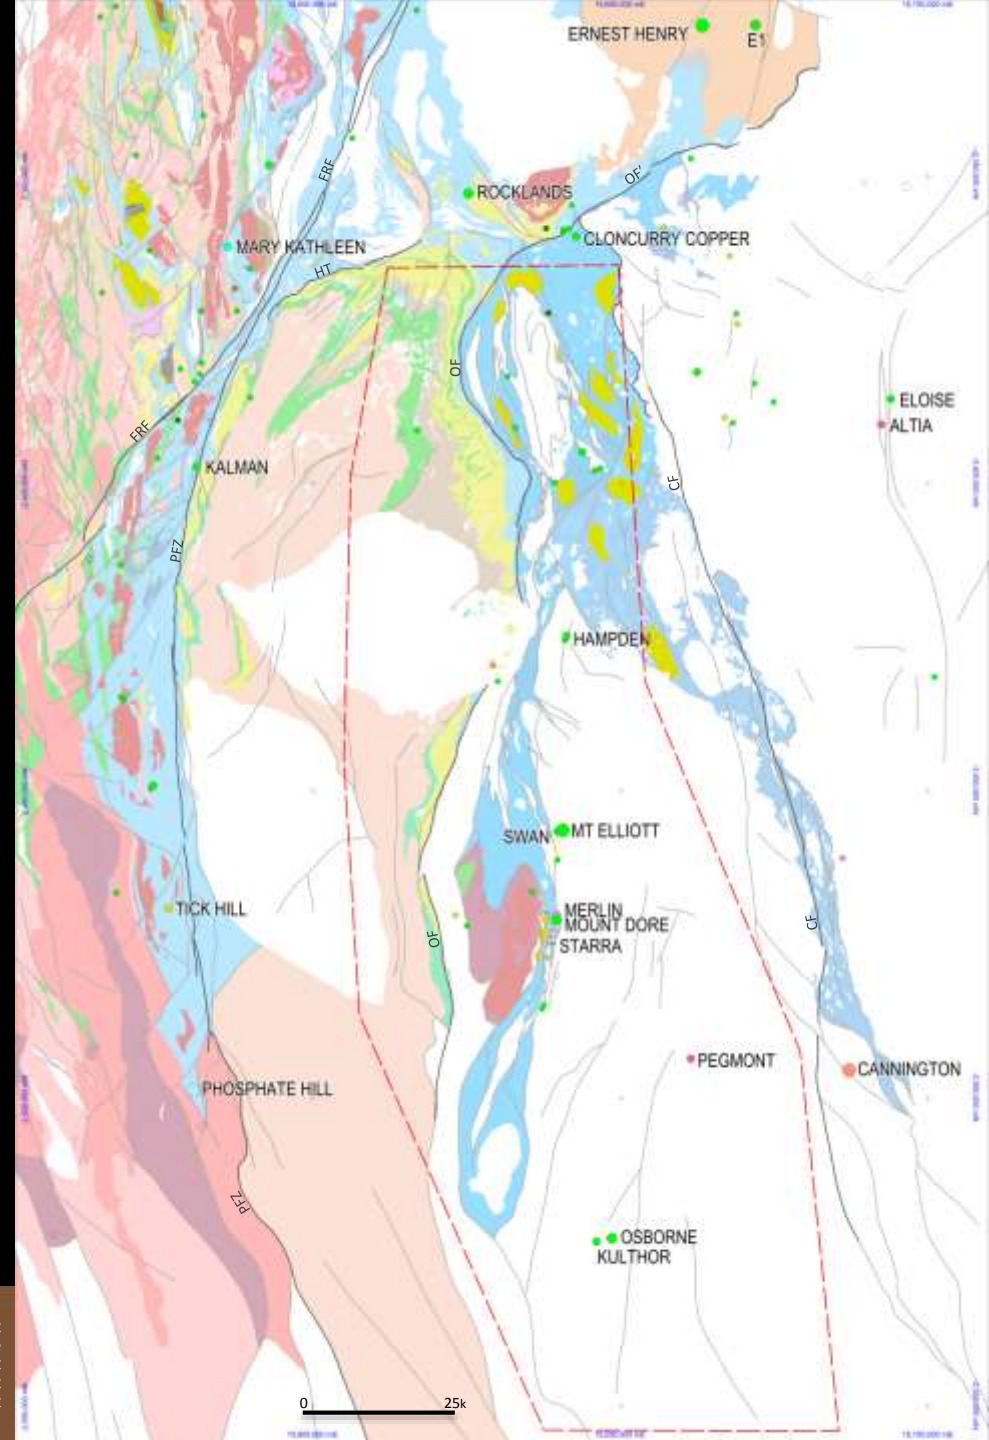 ERNEST HENRY
E1
FRF
OF'
ROCKLANDS
CLONCURRY COPPER
MARY KATHLEEN
HT
OF
ELOISE
ALTIA
FRF
KALMAN
CF
PFZ
HAMPDEN
SWAN
MT ELLIOTT
TICK HILL
MERLIN
MOUNT DORE
STARRA
OF
CF
PEGMONT
CANNINGTON
PHOSPHATE HILL
PFZ
OSBORNE
KULTHOR
0
25k